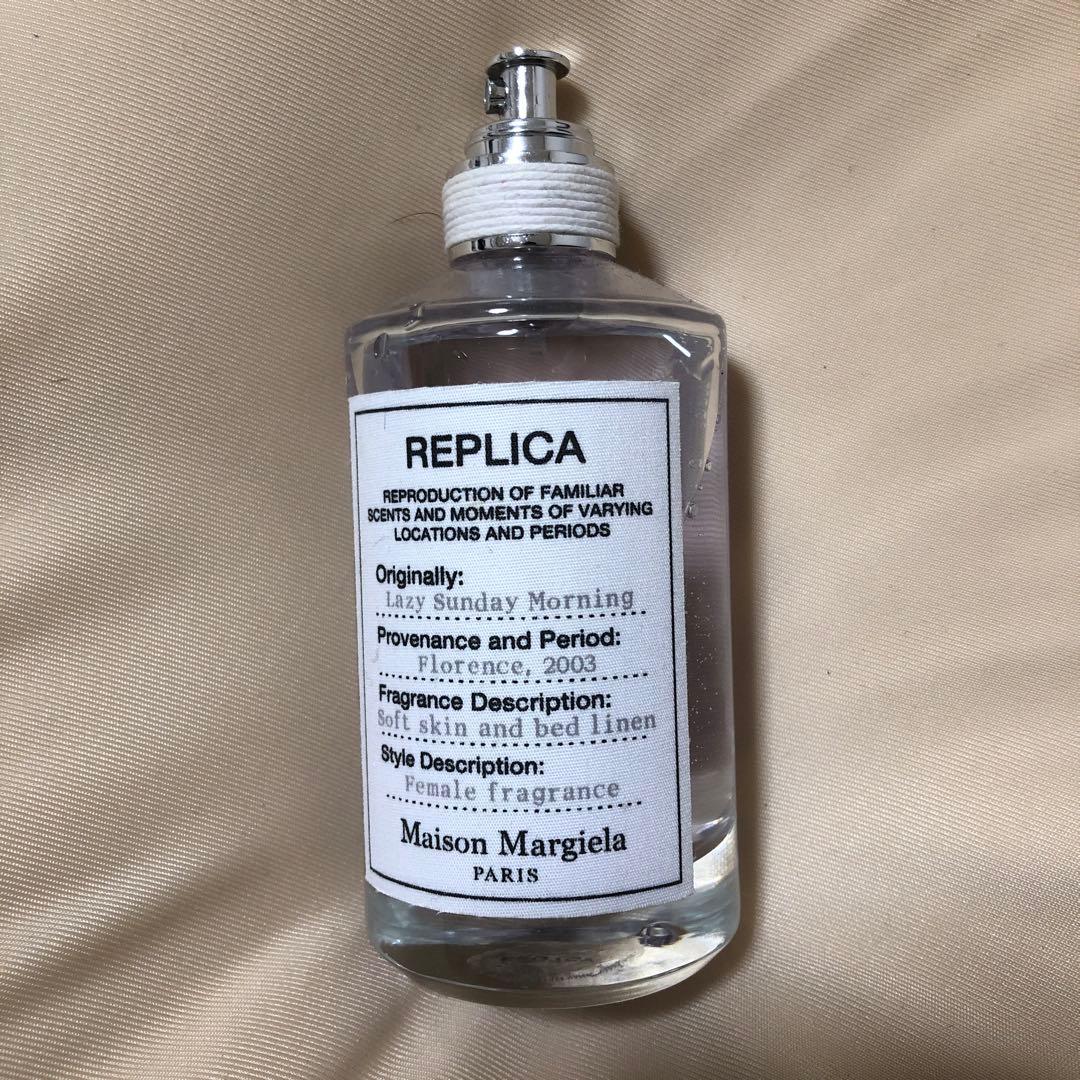 REPLICA
REPRODUCTION OF FAMILIAR
SCENTS AND MOMENTS OF VARYING
LOCATIONS AND PERIODS
Originally:
Lazy Sunday Morning
Provenance and Period:
Florence, 2003
Fragrance Description:
Soft skin and bed linen
Style Description:
Female fragrance
Maison Margiela
PARIS